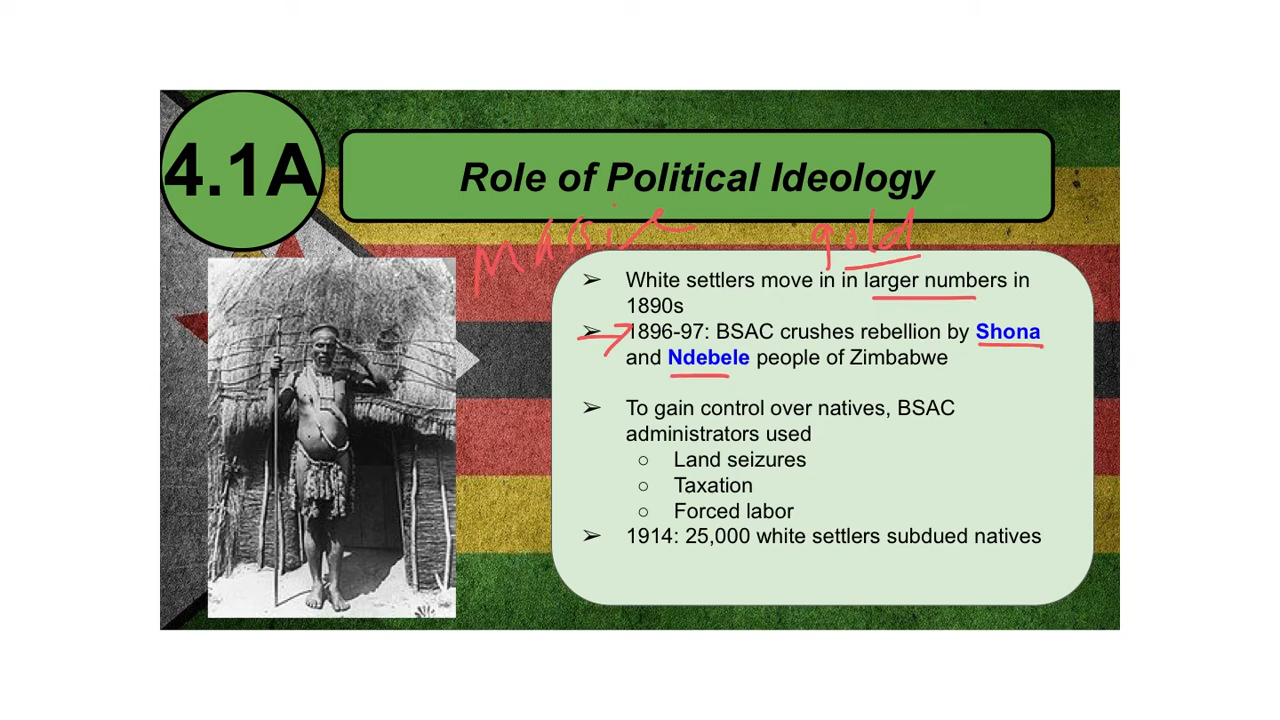 4.1A
Role of Political Ideology
gold
➢ White settlers move in in larger numbers in
1890s
➢ 1896-97: BSAC crushes rebellion by Shona
and Ndebele people of Zimbabwe
➢ To gain control over natives, BSAC
administrators used
○ Land seizures
○ Taxation
○ Forced labor
➢ 1914: 25,000 white settlers subdued natives